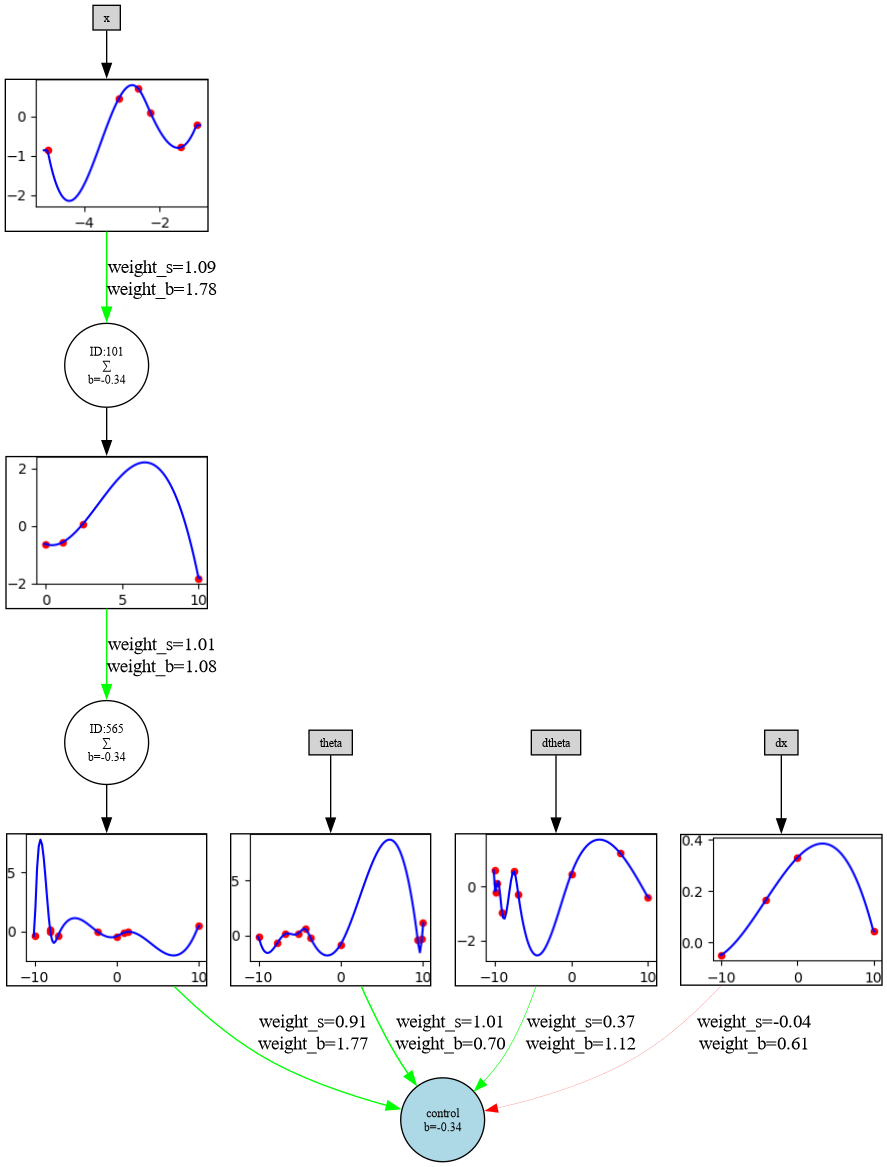 x
0
−1
−2
−4
−2
weight_s=1.09
weight_b=1.78
ID:101
∑
b=-0.34
2
0
−2
0
5
10
weight_s=1.01
weight_b=1.08
ID:565
∑
b=-0.34
theta
dtheta
dx
5
0
−10
0
10
5
0
−10
0
10
0
−2
−10
0
10
0.4
0.2
0.0
−10
0
10
weight_s=0.91
weight_b=1.77
weight_s=1.01
weight_b=0.70
weight_s=0.37
weight_b=1.12
weight_s=-0.04
weight_b=0.61
control
b=-0.34